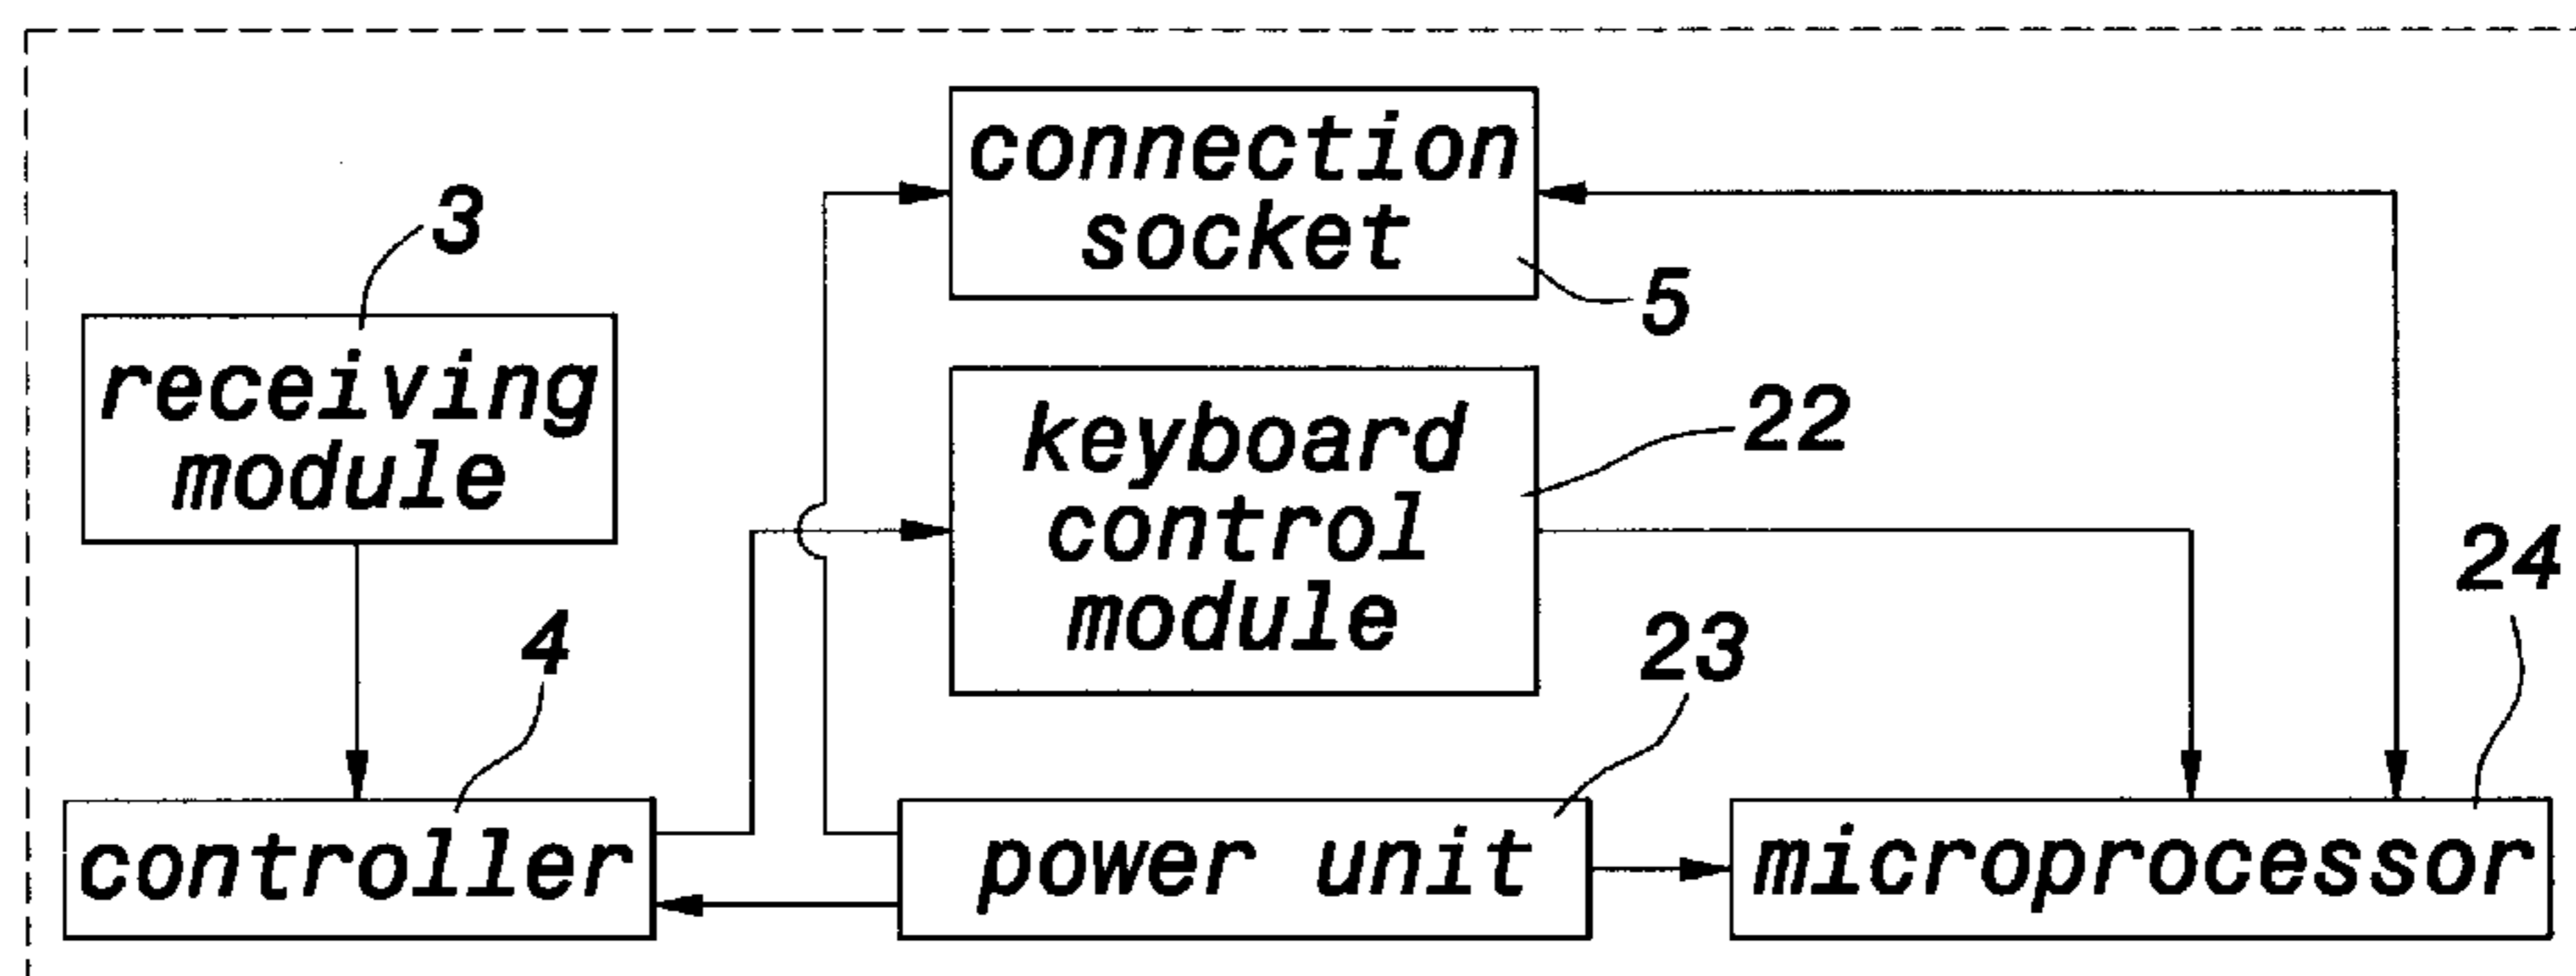 connection
socket
5
3
receiving
module
keyboard
control
module
22
24
4
23
controller
power unit
microprocessor